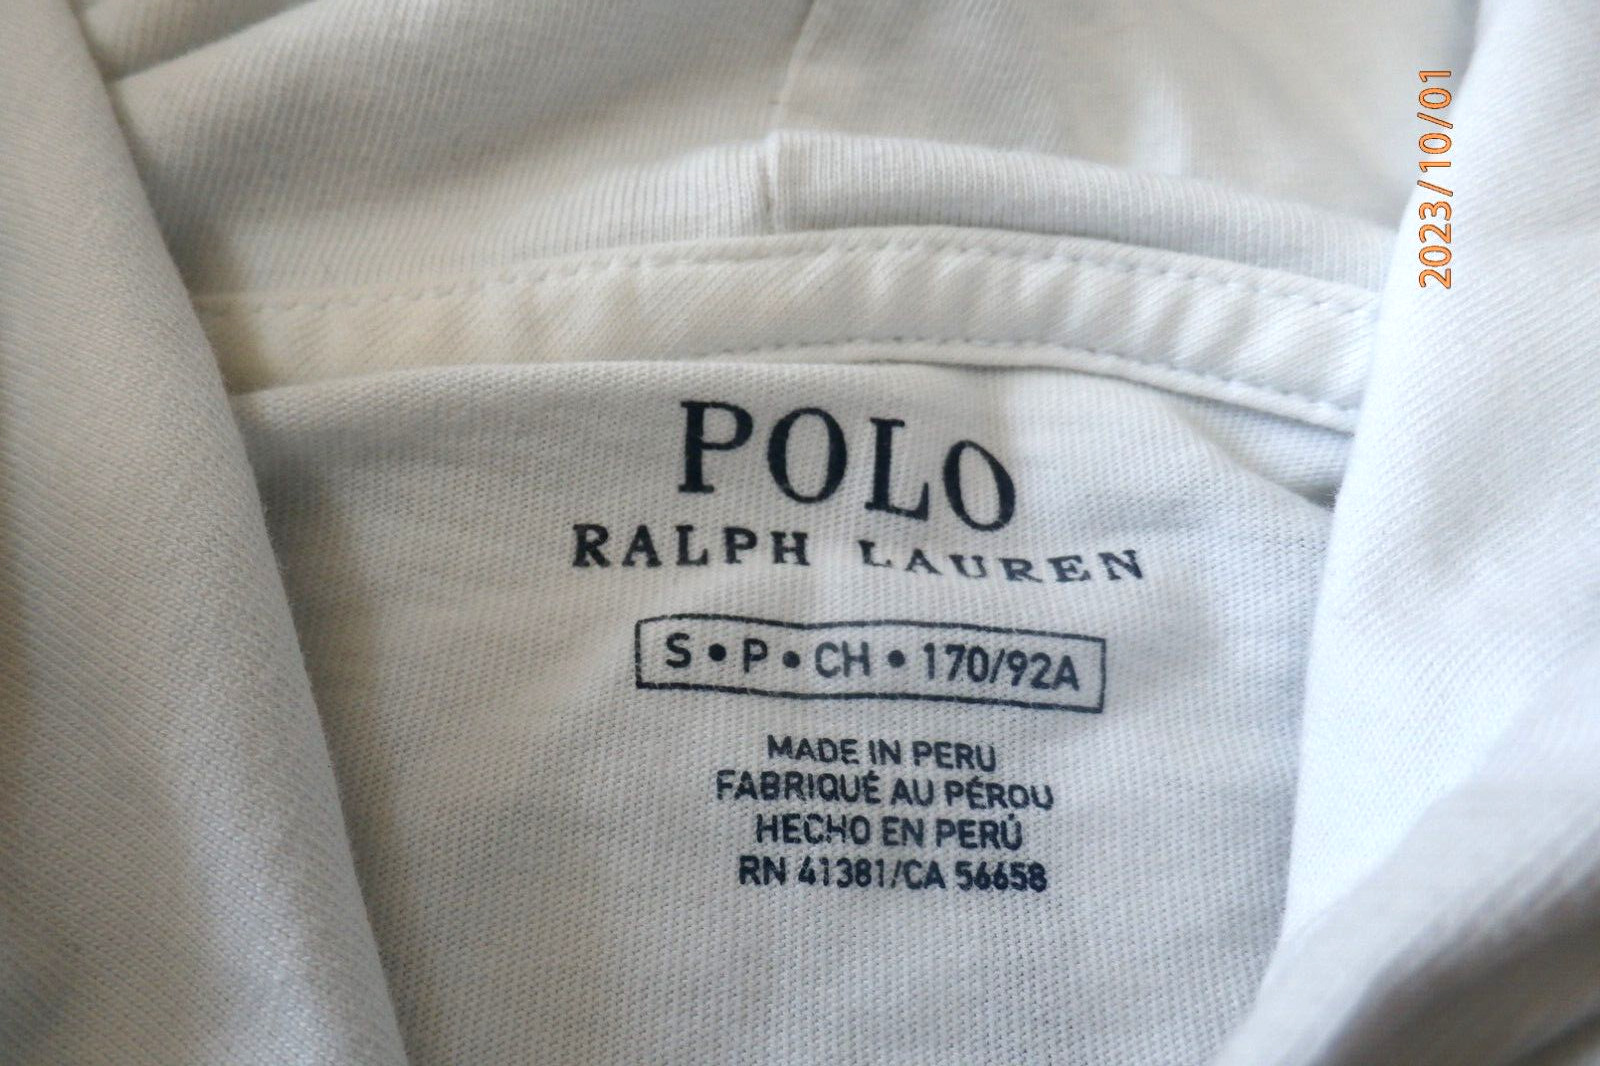 POLO
RALPH LAUREN
S • P • CH • 170/92A
MADE IN PERU
FABRIQUÉ AU PÉROU
HECHO EN PERÚ
RN 41381/CA 56658
2023/10/01